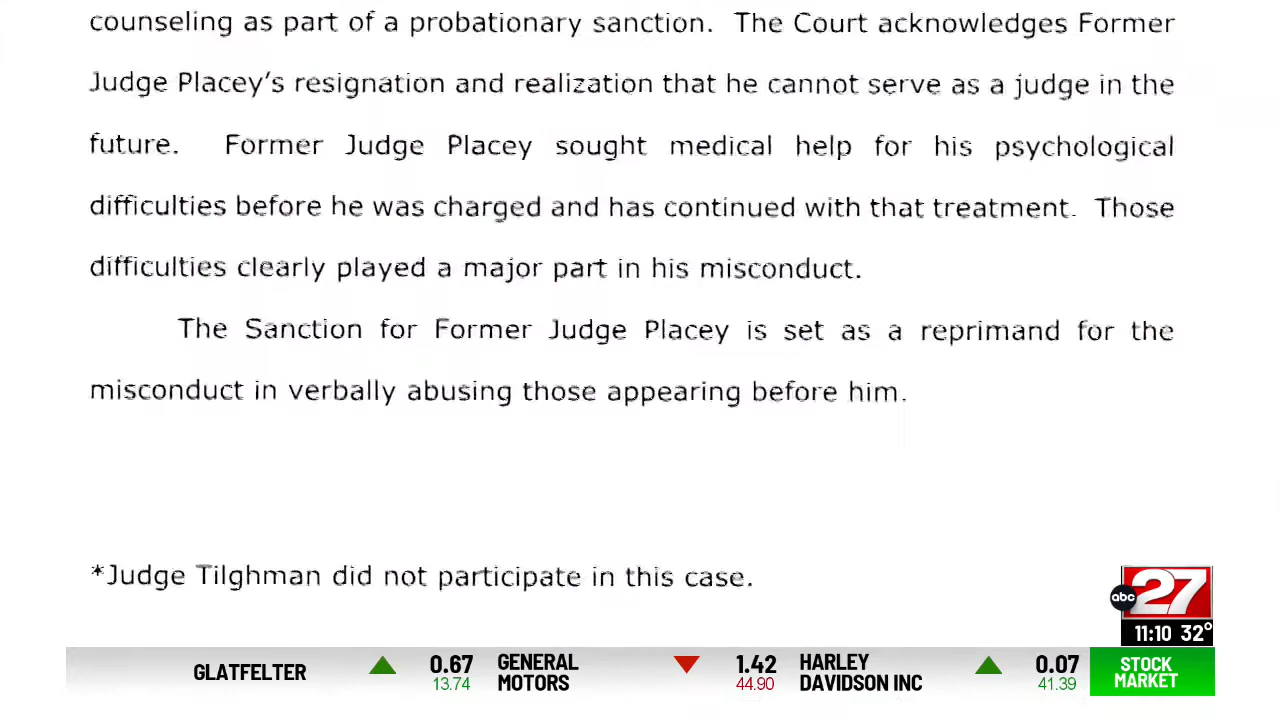 counseling as part of a probationary sanction. The Court acknowledges Former
Judge Placey's resignation and realization that he cannot serve as a judge in the
future. Former Judge Placey sought medical help for his psychological
difficulties before he was charged and has continued with that treatment. Those
difficulties clearly played a major part in his misconduct.
The Sanction for Former Judge Placey is set as a reprimand for the
misconduct in verbally abusing those appearing before him.
*Judge Tilghman did not participate in this case.
abc 27
11:10 32°
GLATFELTER 0.67 13.74
GENERAL MOTORS 1.42 44.90
HARLEY DAVIDSON INC 0.07 41.39
STOCK MARKET